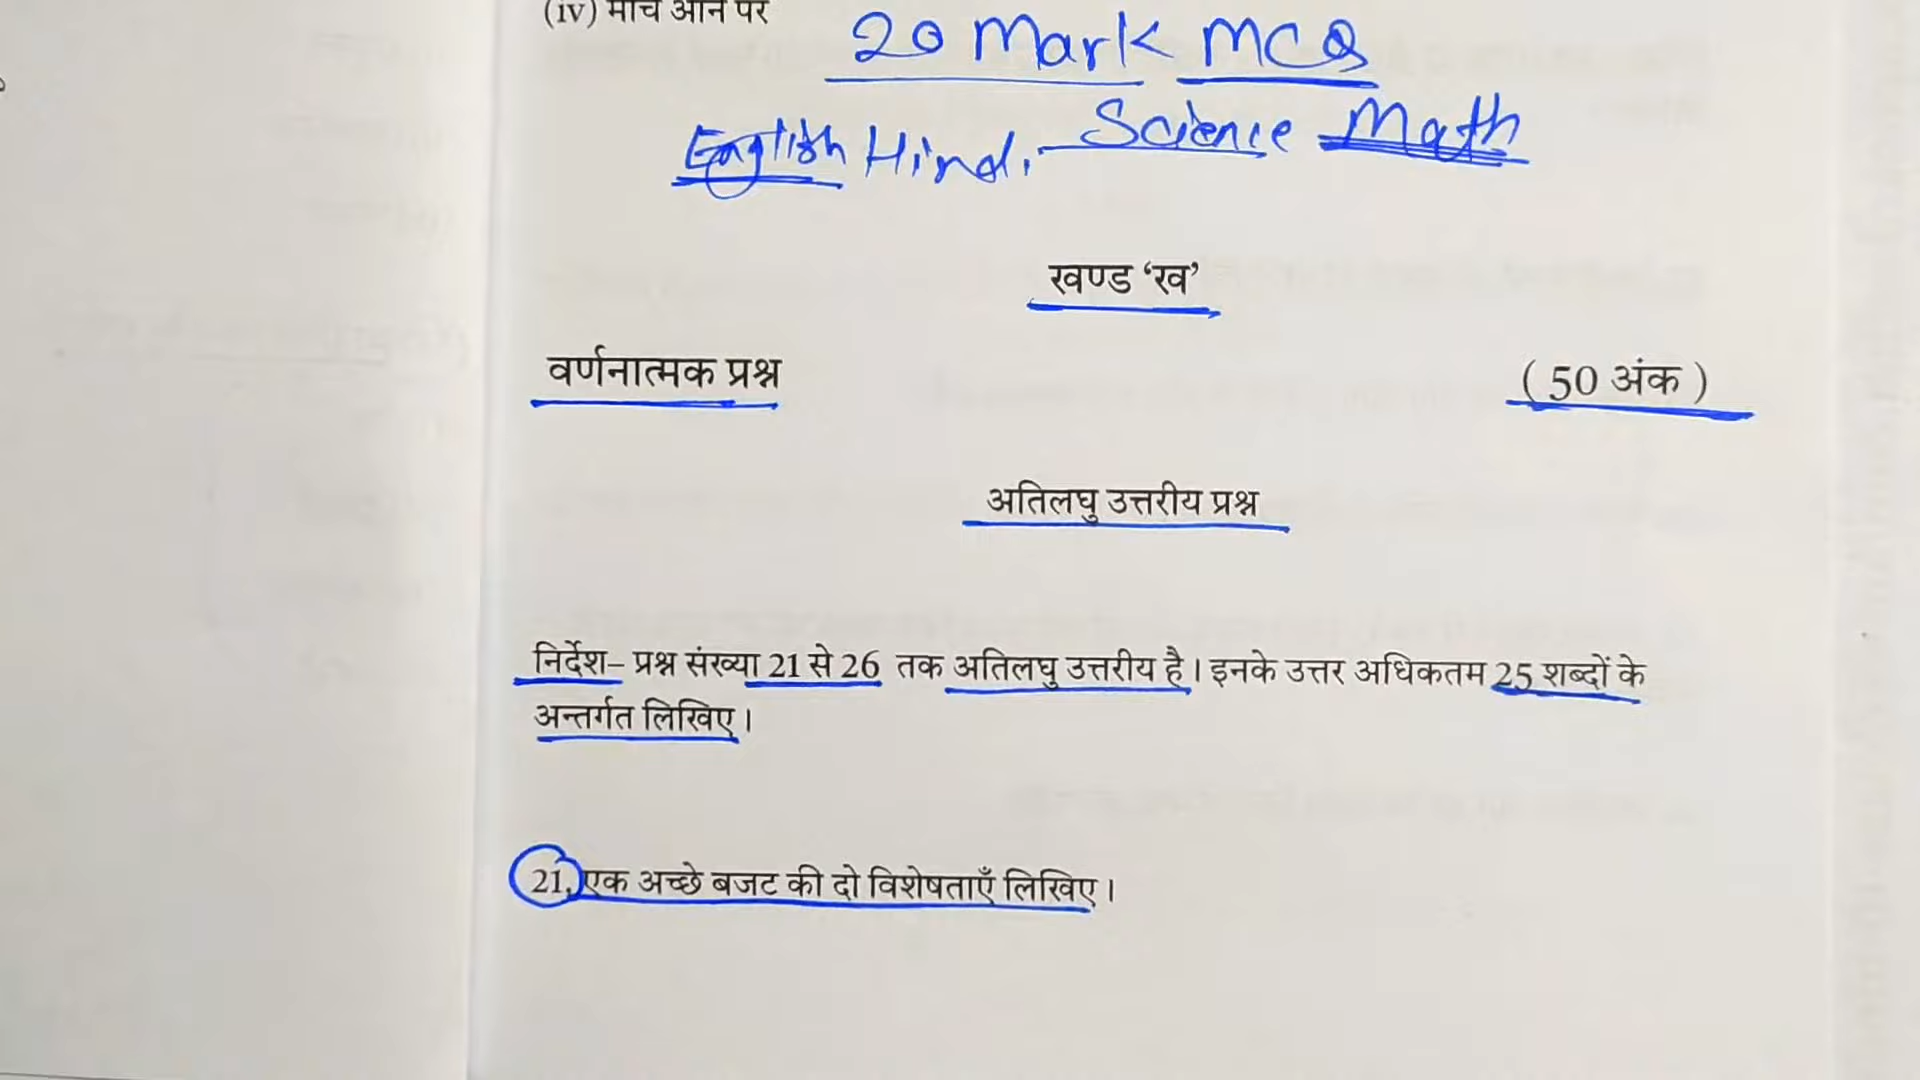 (iv) मोच आने पर
20 Mark MCQ
English Hindi Science Math
खण्ड ‘ख’
वर्णनात्मक प्रश्न ( 50 अंक )
अतिलघु उत्तरीय प्रश्न
निर्देश– प्रश्न संख्या 21 से 26 तक अतिलघु उत्तरीय है। इनके उत्तर अधिकतम 25 शब्दों के
अन्तर्गत लिखिए।
21. एक अच्छे बजट की दो विशेषताएँ लिखिए।